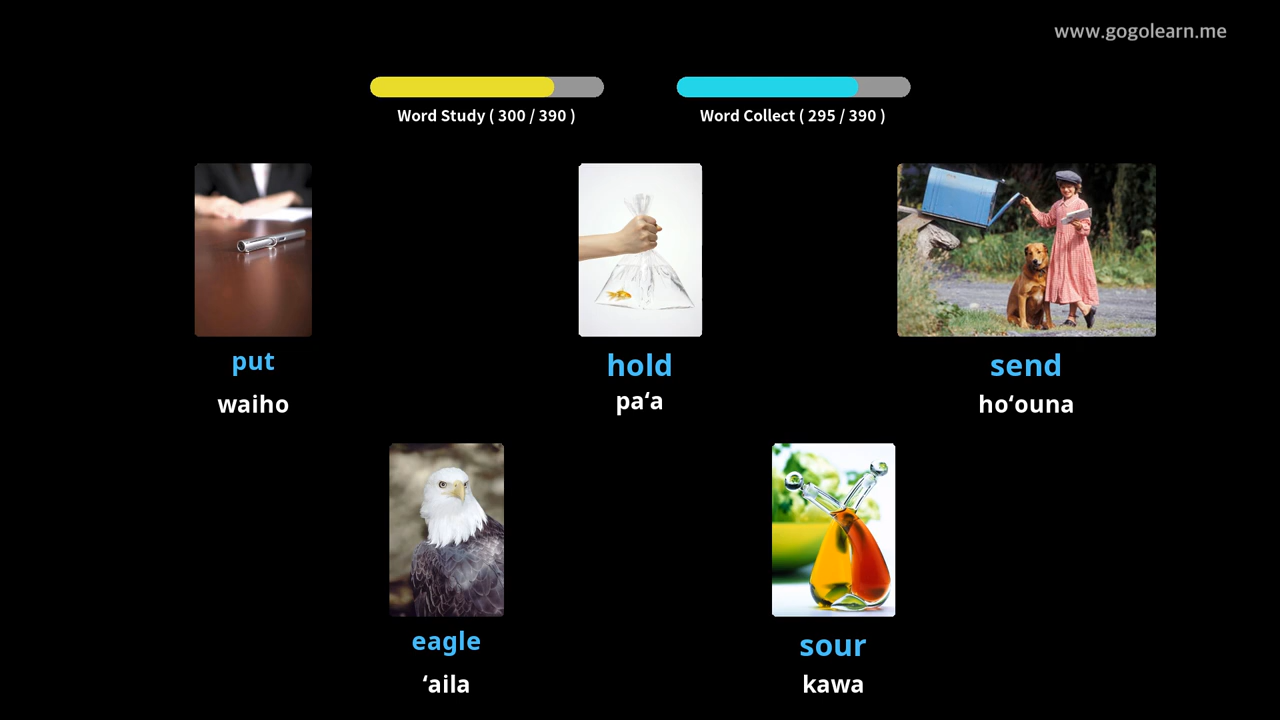 www.gogolearn.me
Word Study ( 300 / 390 )
Word Collect ( 295 / 390 )
put
hold
send
waiho
paʻa
hoʻouna
eagle
sour
ʻaila
kawa